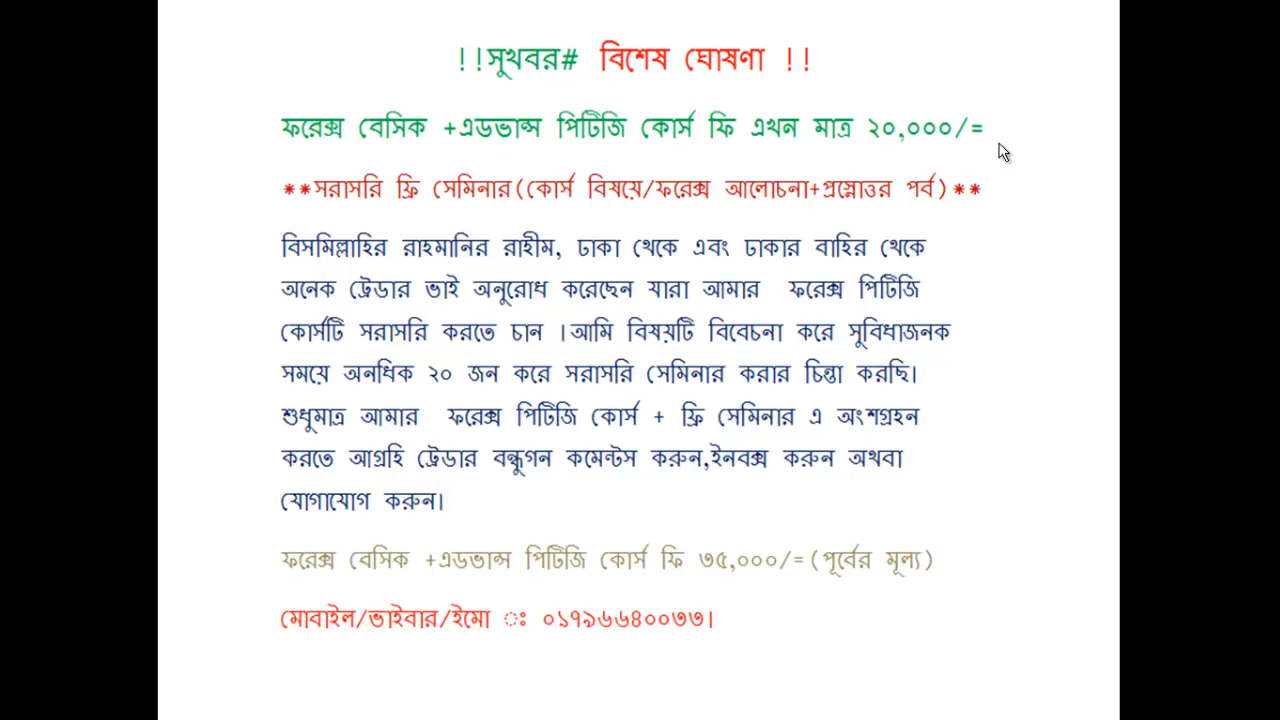 !!সুখবর# বিশেষ ঘোষণা !!
ফরেক্স বেসিক +এডভান্স পিটিজি কোর্স ফি এখন মাত্র ২০,০০০/=
**সরাসরি ফ্রি সেমিনার(কোর্স বিষয়ে/ফরেক্স আলোচনা+প্রস্নোত্তর পর্ব)**
বিসমিল্লাহির রাহমানির রাহীম, ঢাকা থেকে এবং ঢাকার বাহির থেকে
অনেক ট্রেডার ভাই অনুরোধ করেছেন যারা আমার ফরেক্স পিটিজি
কোর্সটি সরাসরি করতে চান ।আমি বিষয়টি বিবেচনা করে সুবিধাজনক
সময়ে অনধিক ২০ জন করে সরাসরি সেমিনার করার চিন্তা করছি।
শুধুমাত্র আমার ফরেক্স পিটিজি কোর্স + ফ্রি সেমিনার এ অংশগ্রহন
করতে আগ্রহি ট্রেডার বন্ধুগন কমেন্টস করুন,ইনবক্স করুন অথবা
যোগাযোগ করুন।
ফরেক্স বেসিক +এডভান্স পিটিজি কোর্স ফি ৩৫,০০০/=(পূর্বের মূল্য)
মোবাইল/ভাইবার/ইমো ঃ ০১৭৯৬৬৪০০৩৩।